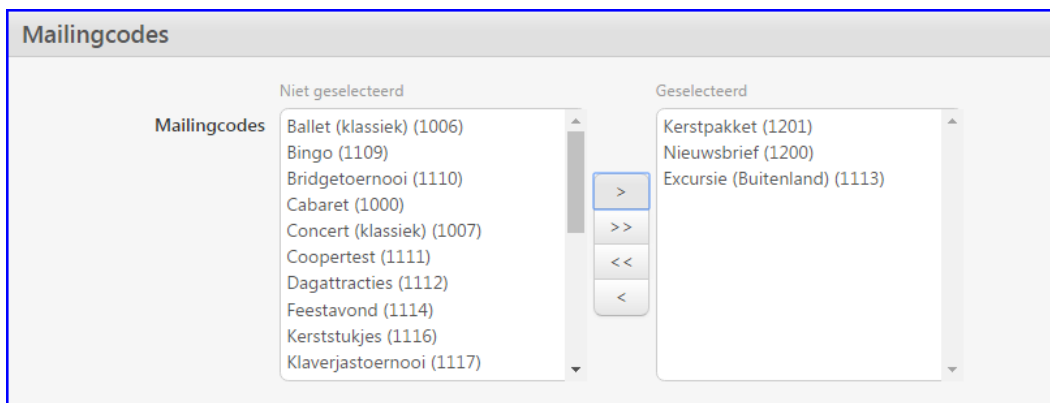 Mailingcodes
Niet geselecteerd
Geselecteerd
Mailingcodes
Ballet (klassiek) (1006)
Bingo (1109)
Bridgetoernooi (1110)
Cabaret (1000)
Concert (klassiek) (1007)
Coopertest (1111)
Dagattracties (1112)
Feestavond (1114)
Kerststukjes (1116)
Klaverjastoernooi (1117)
>
>>
<<
<
Kerstpakket (1201)
Nieuwsbrief (1200)
Excursie (Buitenland) (1113)